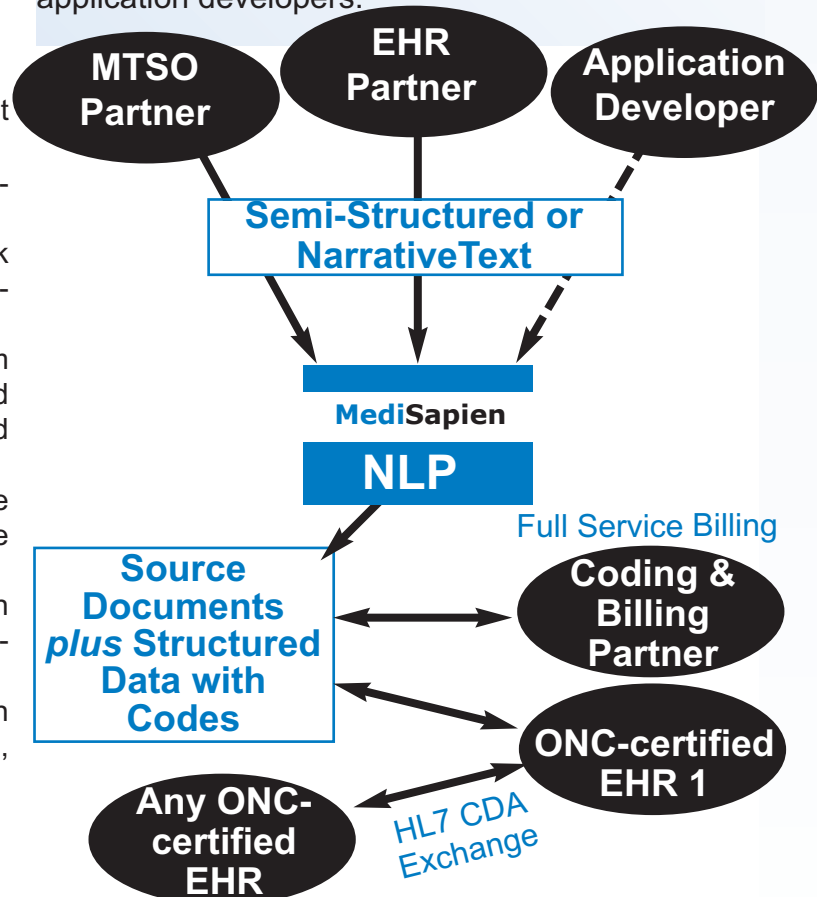 application developers.
MTSO
Partner
EHR
Partner
Application
Developer
t
-
k
-
n
d
d
e
e
n
-
n
,
Semi-Structured or
NarrativeText
MediSapien
NLP
Full Service Billing
Source
Documents
plus Structured
Data with
Codes
Coding &
Billing
Partner
ONC-certified
EHR 1
Any ONC-
certified
EHR
HL7 CDA
Exchange